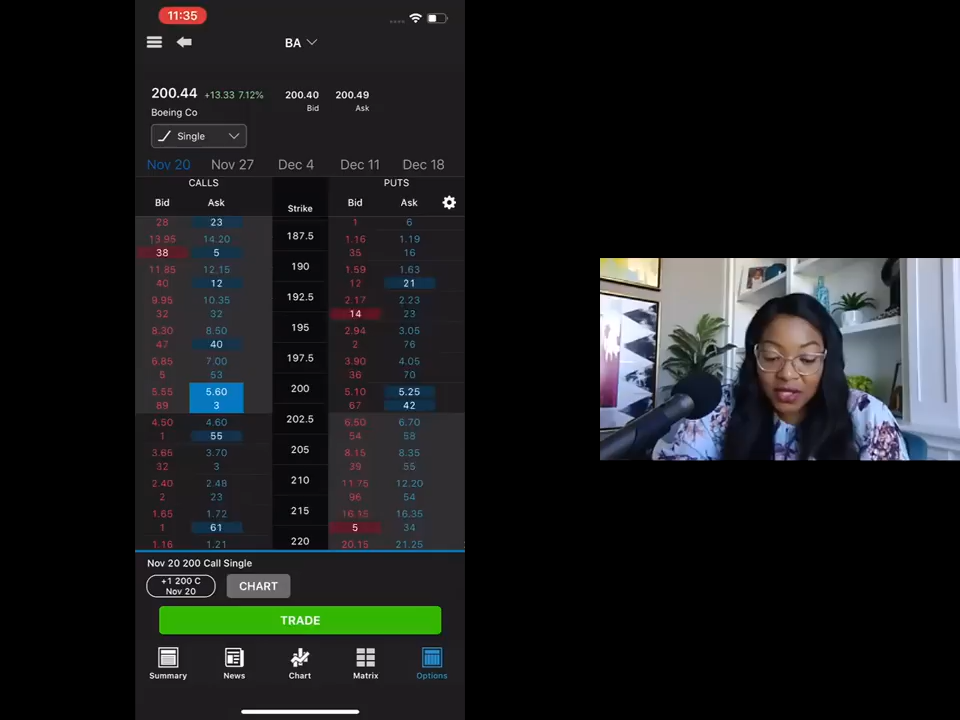 11:35
BA
200.44 +13.33 7.12% 200.40 200.49
Bid Ask
Boeing Co
Single
Nov 20 Nov 27 Dec 4 Dec 11 Dec 18
CALLS PUTS
Bid Ask Strike Bid Ask
28 23 1 6
187.5
13.95 14.20 1.16 1.19
38 5 35 16
190
11.85 12.15 1.59 1.63
40 12 12 21
192.5
9.95 10.35 2.17 2.23
32 32 14 23
195
8.30 8.50 2.94 3.05
47 40 2 76
197.5
6.85 7.00 3.90 4.05
5 53 36 70
200
5.55 5.60 5.10 5.25
89 3 67 42
202.5
4.50 4.60 6.50 6.70
1 55 54 58
205
3.65 3.70 8.15 8.35
32 3 39 55
210
2.40 2.48 11.75 12.20
2 23 96 54
215
1.65 1.72 16.15 16.35
1 61 5 34
220
1.16 1.21 20.15 21.25
Nov 20 200 Call Single
+1 200 C
Nov 20
CHART
TRADE
Summary News Chart Matrix Options